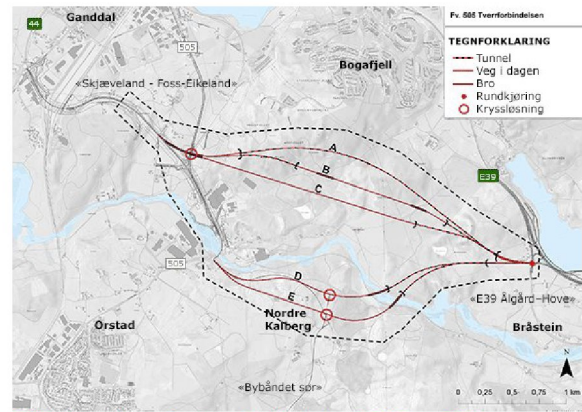 Ganddal
44
505
«Skjæveland - Foss-Eikeland»
Bogafjell
Fv. 505 Tverrforbindelsen
TEGNFORKLARING
Tunnel
Veg i dagen
Bro
Rundkjøring
Kryssløsning
A
B
C
E39
505
D
E
Nordre
Kalberg
«E39 Ålgård–Hove»
Orstad
Bråstein
«Bybåndet sør»
N
0 0,25 0,5 0,75 1 km